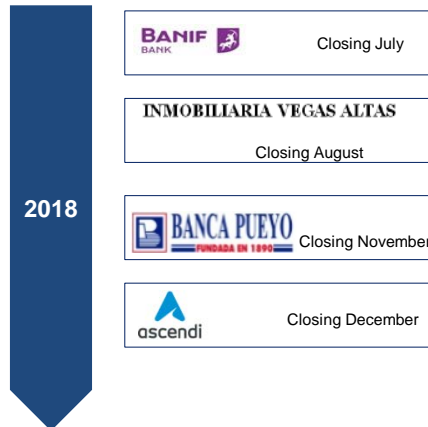 BANIF
BANK
Closing July
INMOBILIARIA VEGAS ALTAS
Closing August
2018
BANCA PUEYO
FUNDADA EN 1890
Closing November
ascendi
Closing December